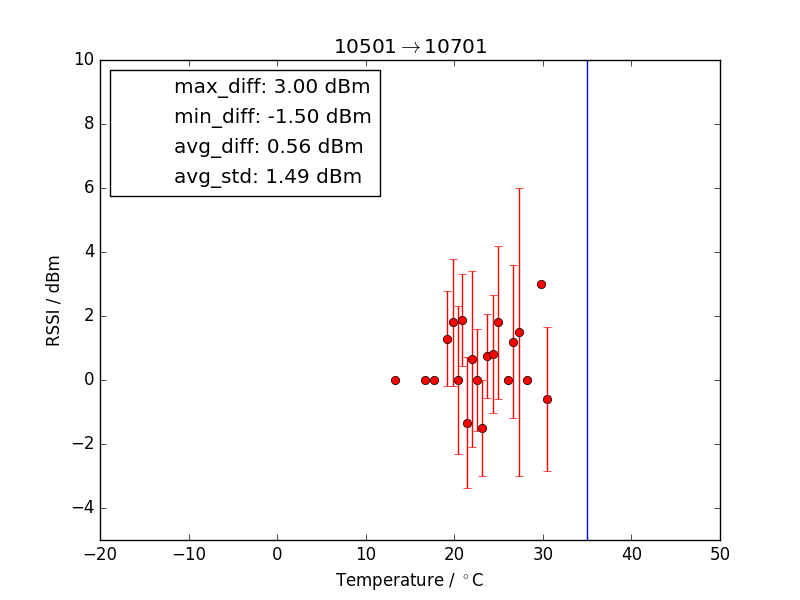 10501→10701
10
max_diff: 3.00 dBm
min_diff: -1.50 dBm
avg_diff: 0.56 dBm
avg_std: 1.49 dBm
8
6
4
2
0
−2
−4
RSSI / dBm
−20 −10 0 10 20 30 40 50
Temperature / °C